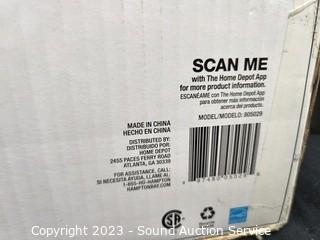 SCAN ME
with The Home Depot App
for more product information.
ESCANÉAME con The Home Depot App
para obtener más información
acerca del producto.
MODEL/MODELO: 805029
MADE IN CHINA
HECHO EN CHINA
DISTRIBUTED BY:
DISTRIBUIDO POR:
HOME DEPOT
2455 PACES FERRY ROAD
ATLANTA, GA 30339
FOR ASSISTANCE, CALL:
SI NECESITA AYUDA, LLAME AL:
1-855-HD-HAMPTON
HAMPTONBAY.COM
Copyright 2023 - Sound Auction Service